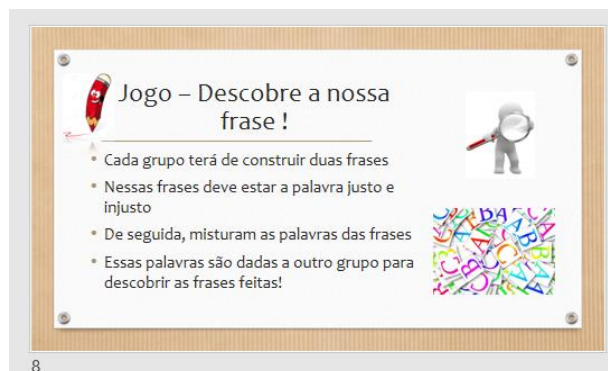 Jogo – Descobre a nossa
frase !
• Cada grupo terá de construir duas frases
• Nessas frases deve estar a palavra justo e
injusto
• De seguida, misturam as palavras das frases
• Essas palavras são dadas a outro grupo para
descobrir as frases feitas!
8